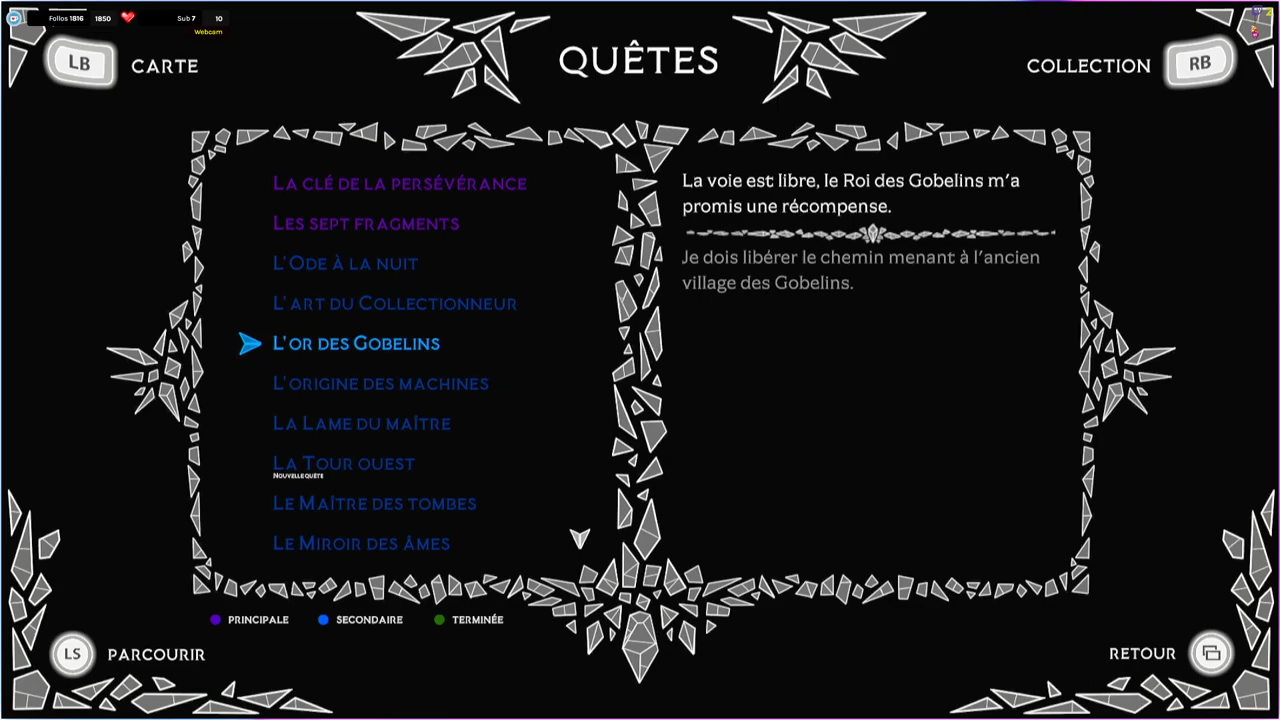 Follos 1816 1850 Sub 7 10
Webcam
LB CARTE
QUÊTES
COLLECTION RB
LA CLÉ DE LA PERSÉVÉRANCE
LES SEPT FRAGMENTS
L'ODE À LA NUIT
L'ART DU COLLECTIONNEUR
L'OR DES GOBELINS
L'ORIGINE DES MACHINES
LA LAME DU MAÎTRE
LA TOUR OUEST
NOUVELLE QUÊTE
LE MAÎTRE DES TOMBES
LE MIROIR DES ÂMES
La voie est libre, le Roi des Gobelins m'a
promis une récompense.
Je dois libérer le chemin menant à l'ancien
village des Gobelins.
PRINCIPALE SECONDAIRE TERMINÉE
LS PARCOURIR
RETOUR